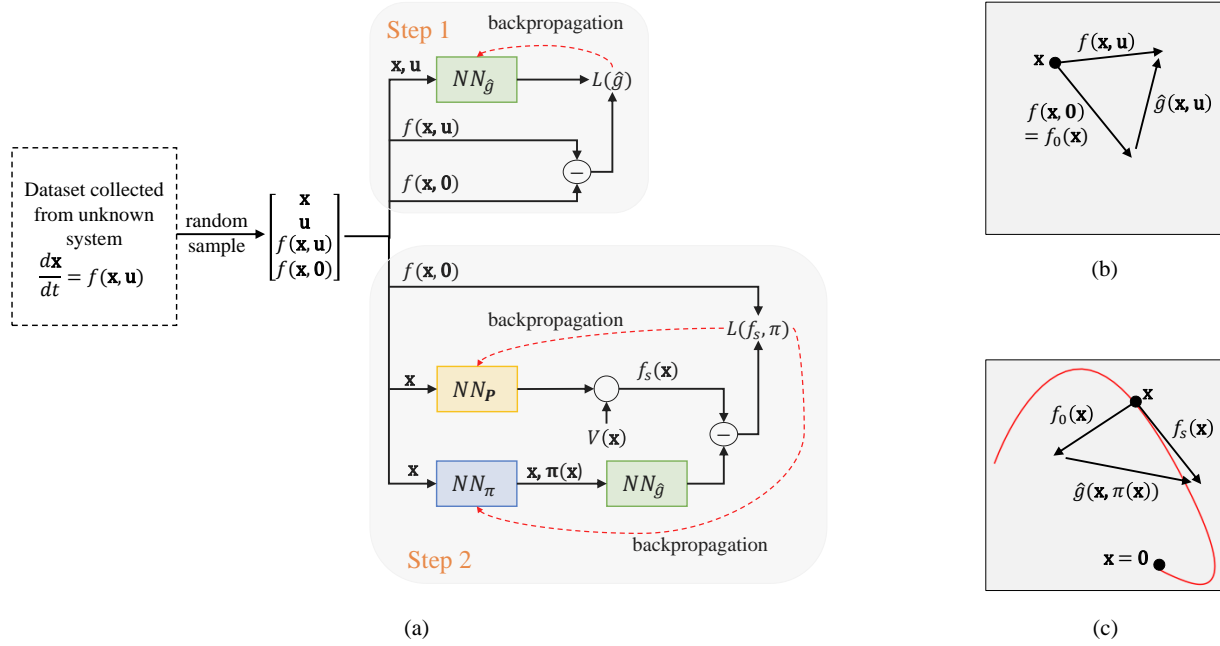 Step 1
backpropagation
x, u
NN_ĝ
L(ĝ)
f(x, u)
−
f(x, 0)
Dataset collected
from unknown
system
dx/dt = f(x, u)
random
sample
x
u
f(x, u)
f(x, 0)
f(x, 0)
backpropagation
L(f_s, π)
x
NN_P
f_s(x)
V(x)
−
x
NN_π
x, π(x)
NN_ĝ
backpropagation
Step 2
(a)
x
f(x, u)
f(x, 0)
= f_0(x)
ĝ(x, u)
(b)
x
f_0(x)
f_s(x)
ĝ(x, π(x))
x = 0
(c)